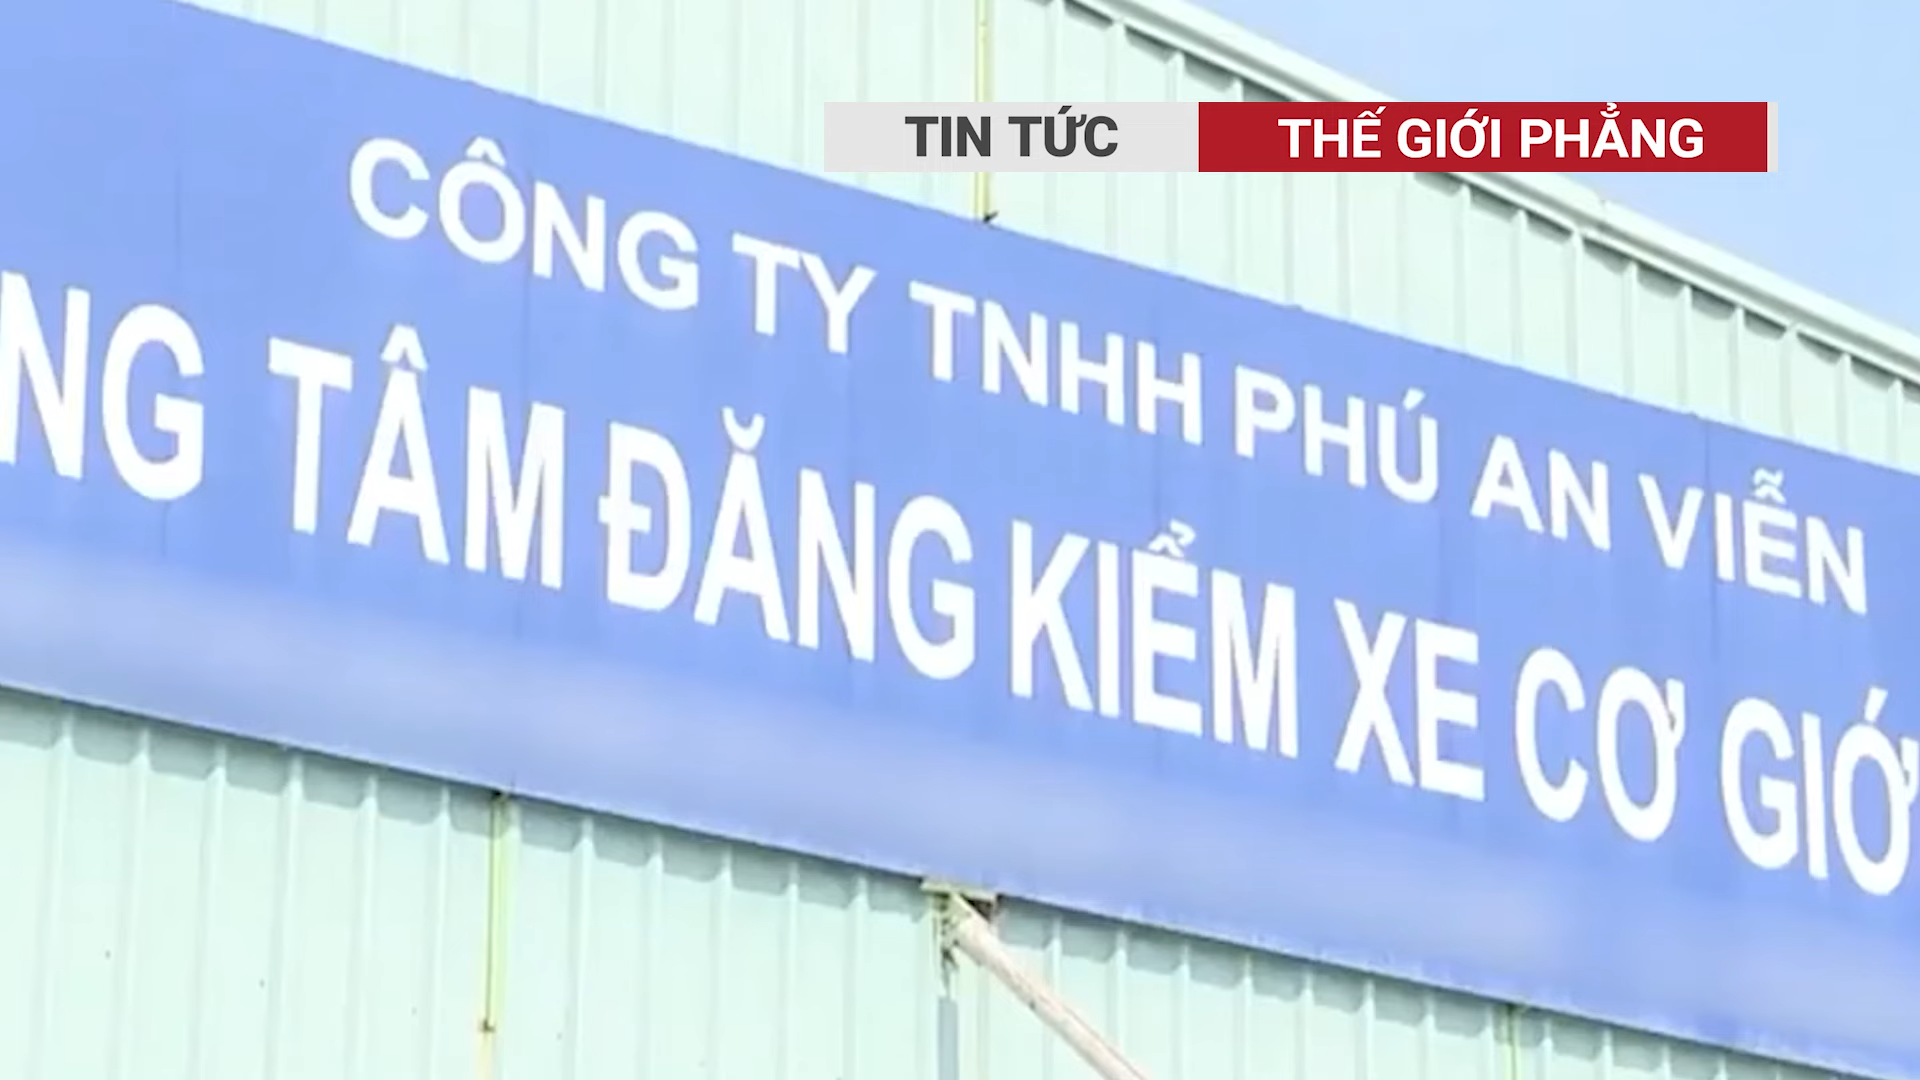 TIN TỨC THẾ GIỚI PHẲNG
CÔNG TY TNHH PHÚ AN VIỄN
NG TÂM ĐĂNG KIỂM XE CƠ GIỚ